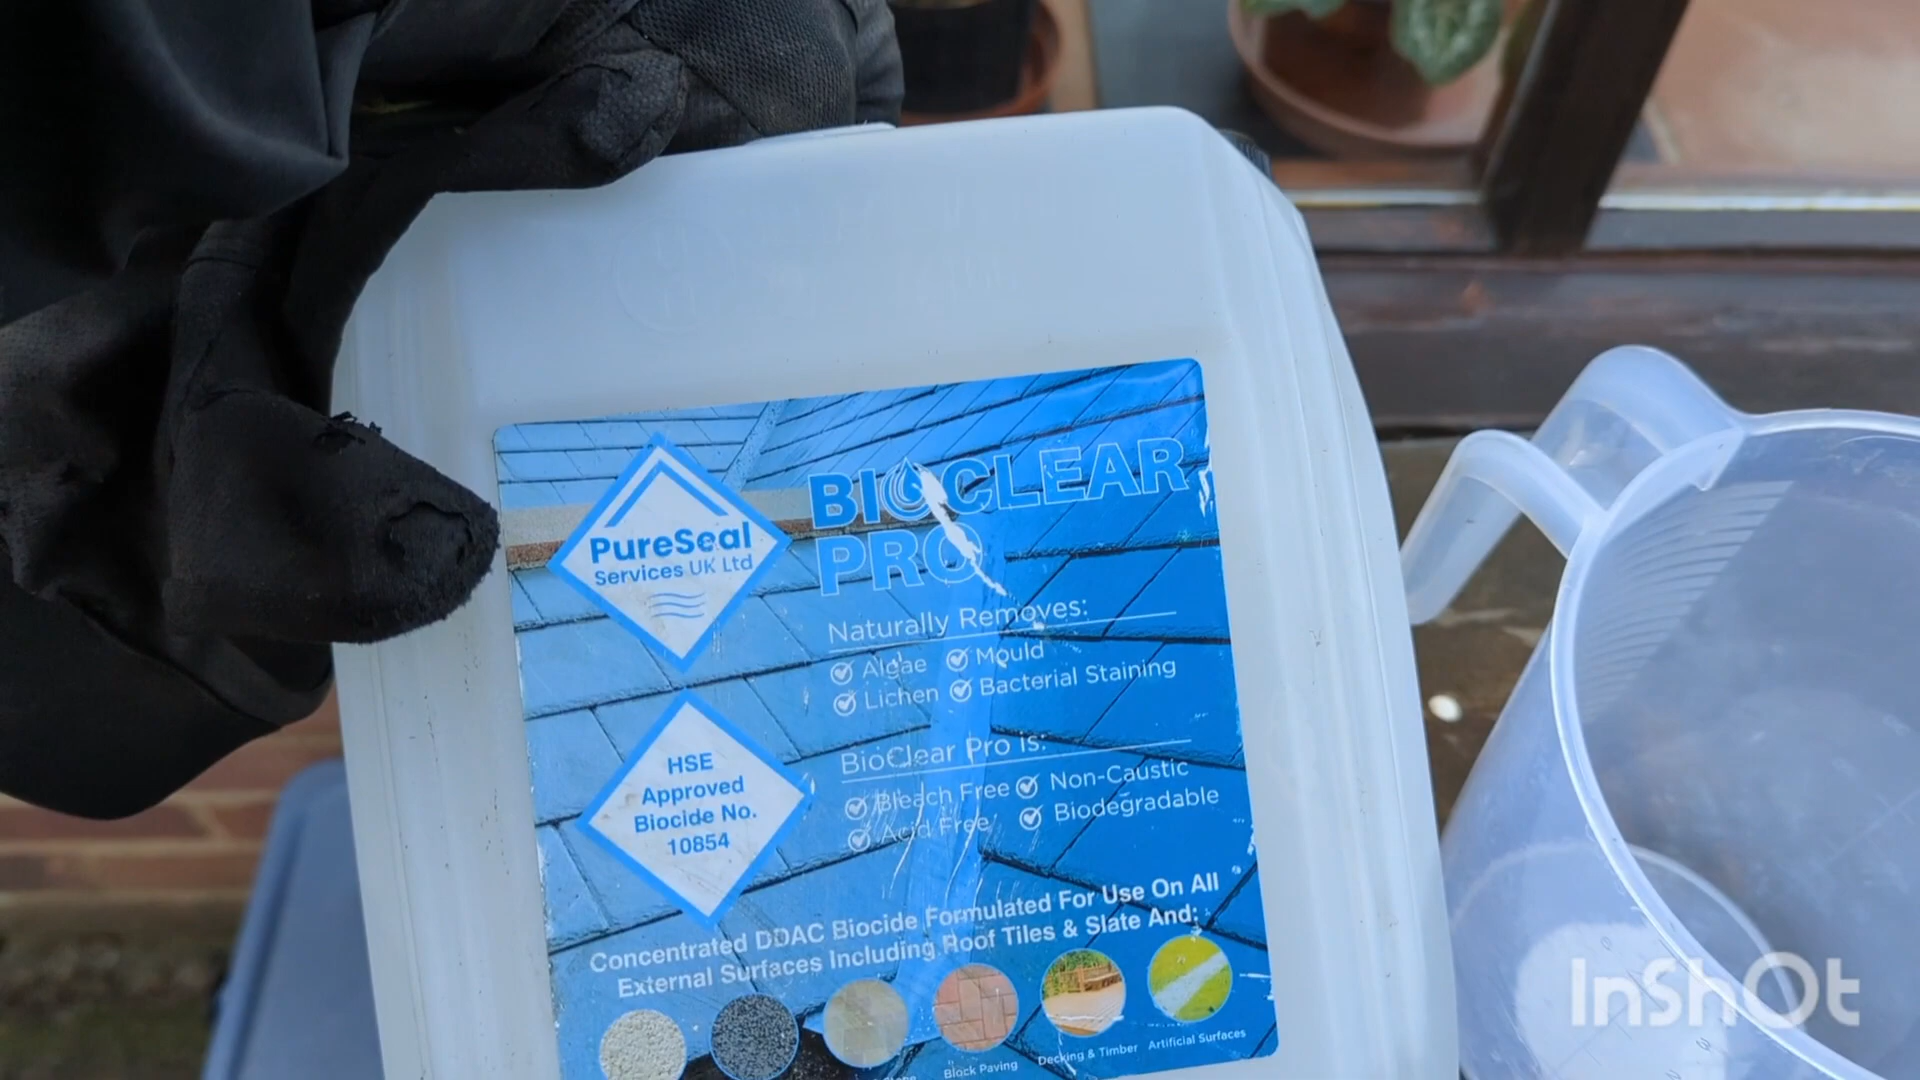 PureSeal
Services UK Ltd
BIOCLEAR
PRO
Naturally Removes:
Algae Mould
Lichen Bacterial Staining
HSE
Approved
Biocide No.
10854
BioClear Pro is:
Bleach Free Non-Caustic
Acid Free Biodegradable
Concentrated DDAC Biocide Formulated For Use On All
External Surfaces Including Roof Tiles & Slate And:
Block Paving
Decking & Timber
Artificial Surfaces
InShOt